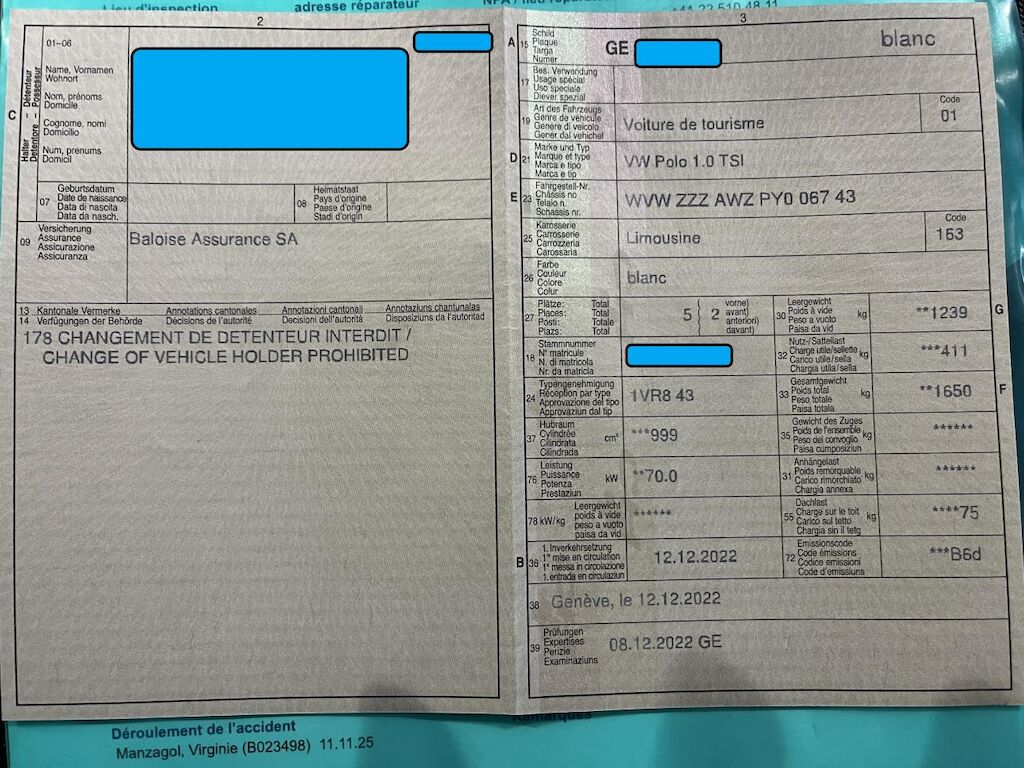 Lieu d'inspection
adresse réparateur
NPA / lieu répara
+41 22 510 48 11
2
01-06
Détenteur
Possessur
Halter
Detentore
C
Name, Vornamen
Wohnort
Nom, prénoms
Domicile
Cognome, nomi
Domicilio
Num, prenums
Domicil
07
Geburtsdatum
Date de naissance
Data di nascita
Data da nasch.
08
Heimatstaat
Pays d'origine
Paese d'origine
Stadi d'origin
09
Versicherung
Assurance
Assicurazione
Assicuranza
Baloise Assurance SA
13 Kantonale Vermerke Annotations cantonales Annotazioni cantonali Annotaziuns chantunalas
14 Verfügungen der Behörde Décisions de l'autorité Decisioni dell'autorità Disposiziuns da l'autoritad
178 CHANGEMENT DE DETENTEUR INTERDIT /
CHANGE OF VEHICLE HOLDER PROHIBITED
3
A 15
Schild
Plaque
Targa
Numer
GE
blanc
17
Bes. Verwendung
Usage spécial
Uso speciale
Diever spezial
19
Art des Fahrzeugs
Genre de véhicule
Genere di veicolo
Gener dal vehichel
Voiture de tourisme
Code
01
D 21
Marke und Typ
Marque et type
Marca e tipo
Marca e tip
VW Polo 1.0 TSI
E 23
Fahrgestell-Nr.
Châssis no
Telaio n.
Schassis nr.
WVW ZZZ AWZ PY0 067 43
25
Karosserie
Carrosserie
Carrozzeria
Carossaria
Limousine
Code
163
26
Farbe
Couleur
Colore
Colur
blanc
27
Plätze: Total
Places: Total
Posti: Totale
Plazs: Total
5 ( 2
vorne)
avant)
anteriori)
davant)
30
Leergewicht
Poids à vide
Peso a vuoto
Paisa da vid
kg
**1239
G
18
Stammnummer
N° matricule
N. di matricola
Nr. da matricla
32
Nutz-/Sattellast
Charge utile/sellette
Carico utile/sella
Chargia utila/sella
kg
***411
24
Typengenehmigung
Réception par type
Approvazione del tipo
Approvaziun dal tip
1VR8 43
33
Gesamtgewicht
Poids total
Peso totale
Paisa totala
kg
**1650
F
37
Hubraum
Cylindrée
Cilindrata
Cilindrada
cm³
***999
35
Gewicht des Zuges
Poids de l'ensemble
Peso del convoglio
Paisa cumposiziun
kg
******
76
Leistung
Puissance
Potenza
Prestaziun
kW
**70.0
31
Anhängelast
Poids remorquable
Carico rimorchiato
Chargia annexa
kg
******
78 kW/kg
Leergewicht
poids à vide
peso a vuoto
paisa da vid
******
55
Dachlast
Charge sur le toit
Carico sul tetto
Chargia sin il tetg
kg
****75
B 36
1. Inverkehrsetzung
1re mise en circulation
1a messa in circolazione
1. entrada en circulaziun
12.12.2022
72
Emissionscode
Code émissions
Codice emissioni
Code d'emissiuns
***B6d
38
Genève, le 12.12.2022
39
Prüfungen
Expertises
Perizie
Examinaziuns
08.12.2022 GE
Remarques
Déroulement de l'accident
Manzagol, Virginie (B023498) 11.11.25